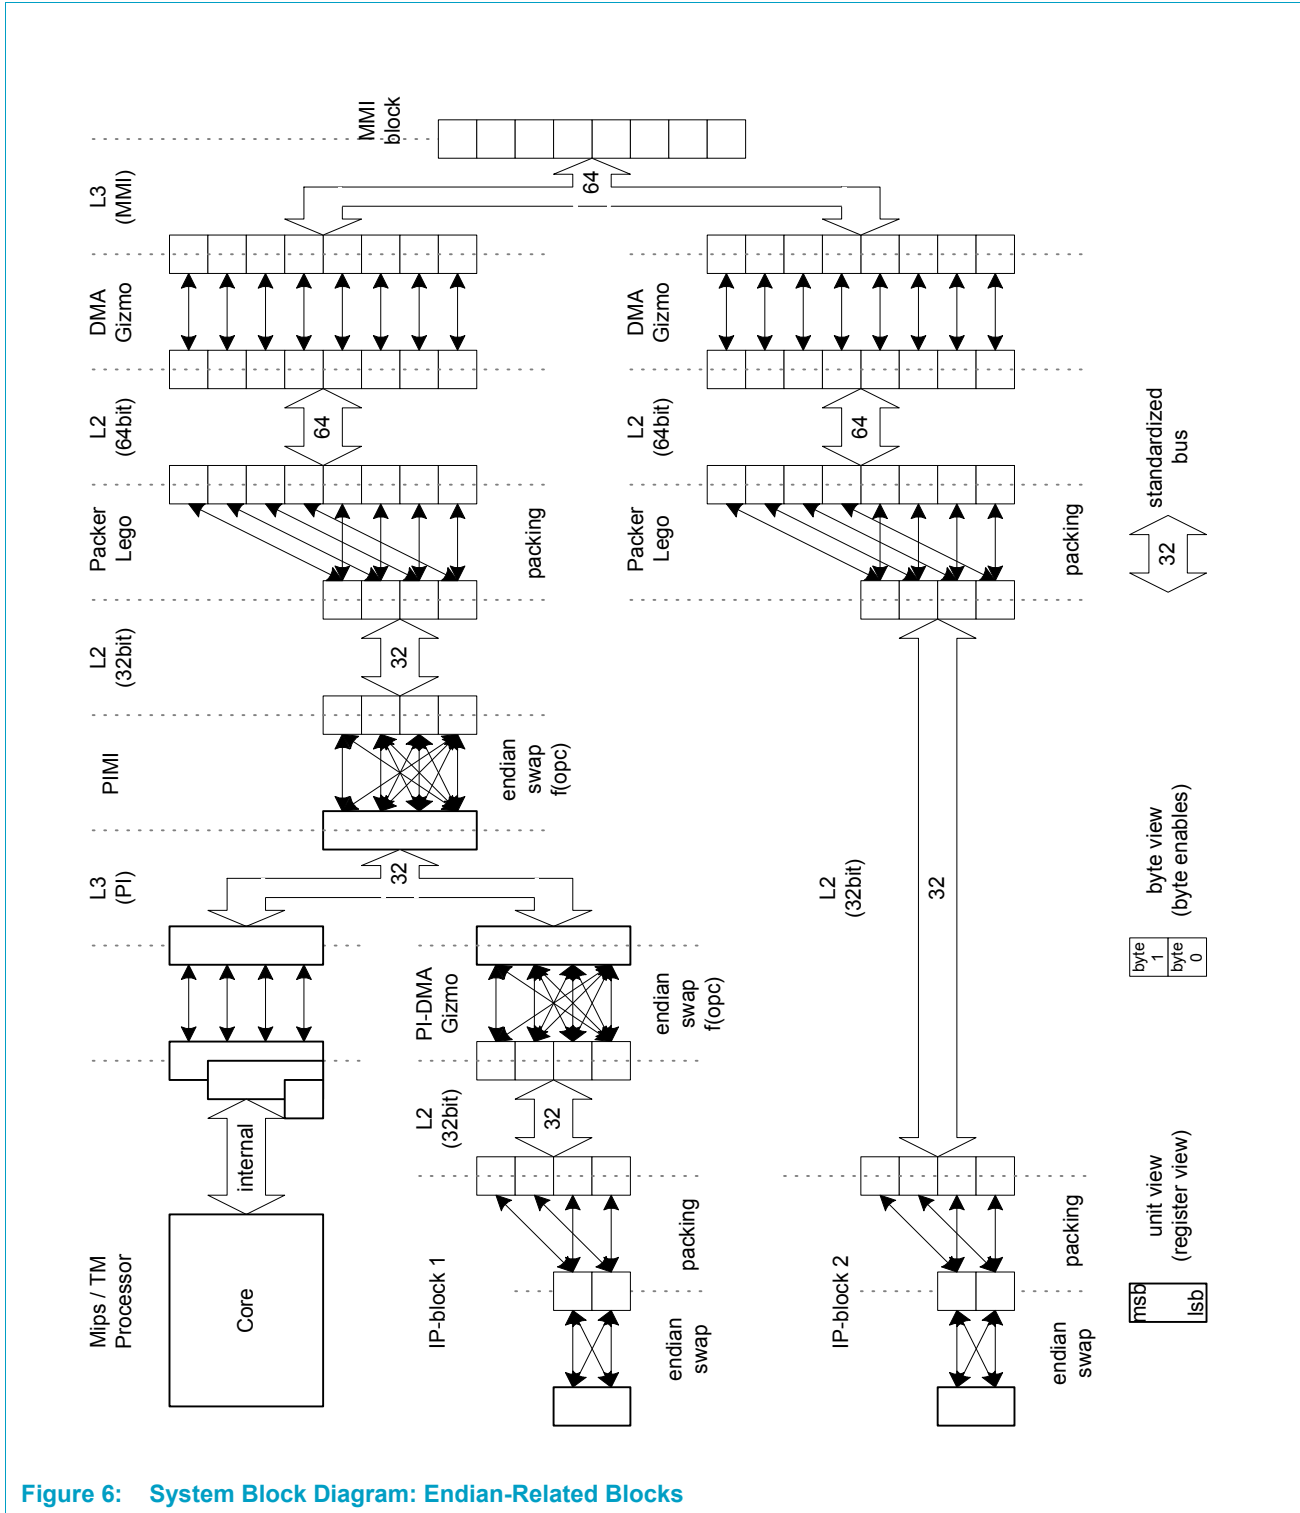 MMI
block
64
L3
(MMI)
DMA
Gizmo
DMA
Gizmo
L2
(64bit)
64
L2
(64bit)
64
standardized
bus
32
Packer
Lego
packing
Packer
Lego
packing
L2
(32bit)
32
PIMI
endian
swap
f(opc)
L3
(PI)
32
L2
(32bit)
32
byte view
(byte enables)
byte
1
byte
0
PI-DMA
Gizmo
endian
swap
f(opc)
internal
L2
(32bit)
32
unit view
(register view)
msb
lsb
Mips / TM
Processor
Core
IP-block 1
packing
endian
swap
IP-block 2
packing
endian
swap
Figure 6: System Block Diagram: Endian-Related Blocks